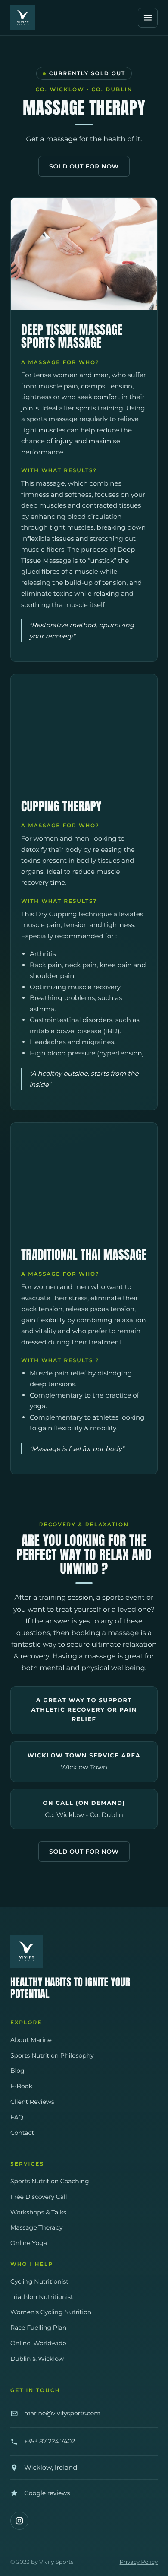 VIVIFY
SPORTS
CURRENTLY SOLD OUT
CO. WICKLOW · CO. DUBLIN
MASSAGE THERAPY
Get a massage for the health of it.
SOLD OUT FOR NOW
DEEP TISSUE MASSAGE
SPORTS MASSAGE
A MASSAGE FOR WHO?
For tense women and men, who suffer
from muscle pain, cramps, tension,
tightness or who seek comfort in their
joints. Ideal after sports training. Using
a sports massage regularly to relieve
tight muscles can help reduce the
chance of injury and maximise
performance.
WITH WHAT RESULTS?
This massage, which combines
firmness and softness, focuses on your
deep muscles and contracted tissues
by enhancing blood circulation
through tight muscles, breaking down
inflexible tissues and stretching out
muscle fibers. The purpose of Deep
Tissue Massage is to "unstick" the
fibers of a muscle while
releasing the build-up of tension, and
eliminate toxins while relaxing and
soothing the muscle itself
"Restorative method, optimizing
your recovery"
CUPPING THERAPY
A MASSAGE FOR WHO?
For women and men, looking to
detoxify their body by releasing the
toxins present in bodily tissues and
organs. Ideal to reduce muscle
recovery time.
WITH WHAT RESULTS?
This Dry Cupping technique alleviates
muscle pain, tension and tightness.
Especially recommended for :
• Arthritis
• Back pain, neck pain, knee pain and
shoulder pain.
• Optimizing muscle recovery.
• Breathing problems, such as
asthma.
• Gastrointestinal disorders, such as
irritable bowel disease (IBD).
• Headaches and migraines.
• High blood pressure (hypertension)
"A healthy outside, starts from the
inside"
TRADITIONAL THAI MASSAGE
A MASSAGE FOR WHO?
For women and men who want to
evacuate their stress, eliminate their
back tension, release tissues tension,
gain flexibility by combining relaxation
and vitality and who prefer to remain
dressed during their treatment.
WITH WHAT RESULTS ?
• Muscle pain relief by dislodging
deep tensions.
• Complementary to the practice of
yoga.
• Complementary to athletes looking
to gain flexibility & mobility.
"Massage is fuel for our body"
RECOVERY & RELAXATION
ARE YOU LOOKING FOR THE
PERFECT WAY TO RELAX AND
UNWIND ?
After a training session, a sports event or
you want to treat yourself or a loved one?
If the answer is yes to any of these
questions, then booking a massage is a
fantastic way to secure ultimate relaxation
& recovery. Having a massage is great for
both mental and physical wellbeing.
A GREAT WAY TO SUPPORT
ATHLETIC RECOVERY OR PAIN
RELIEF
WICKLOW TOWN SERVICE AREA
Wicklow Town
ON CALL (ON DEMAND)
Co. Wicklow - Co. Dublin
SOLD OUT FOR NOW
VIVIFY
SPORTS
HEALTHY HABITS TO IGNITE YOUR
POTENTIAL
EXPLORE
About Marine
Sports Nutrition Philosophy
Blog
E-Book
Client Reviews
FAQ
Contact
SERVICES
Sports Nutrition Coaching
Free Discovery Call
Workshops & Talks
Massage Therapy
Online Yoga
WHO I HELP
Cycling Nutritionist
Triathlon Nutritionist
Women's Cycling Nutrition
Race Fuelling Plan
Online, Worldwide
Dublin & Wicklow
GET IN TOUCH
marine@vivifysports.com
+353 87 224 7402
Wicklow, Ireland
Google reviews
© 2023 by Vivify Sports
Privacy Policy